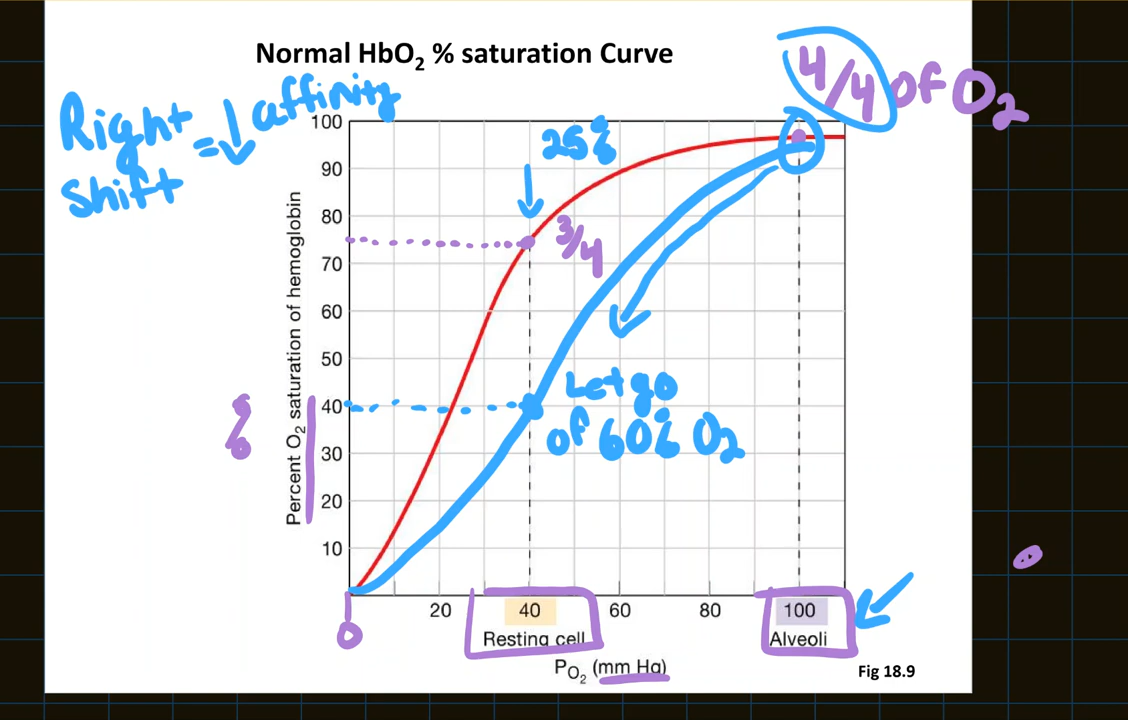 Normal HbO₂ % saturation Curve
4/4 of O₂
Right shift = ↓ affinity
25%
3/4
Let go
of 60% O₂
%
Percent O₂ saturation of hemoglobin
100
90
80
70
60
50
40
30
20
10
0
20 40 60 80 100
Resting cell Alveoli
PO₂ (mm Hg)
Fig 18.9